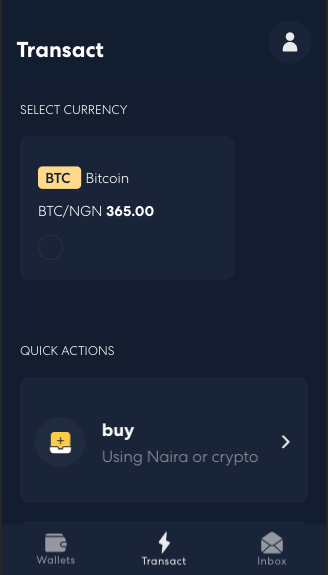 Transact
SELECT CURRENCY
BTC Bitcoin
BTC/NGN 365.00
QUICK ACTIONS
buy
Using Naira or crypto
Wallets
Transact
Inbox